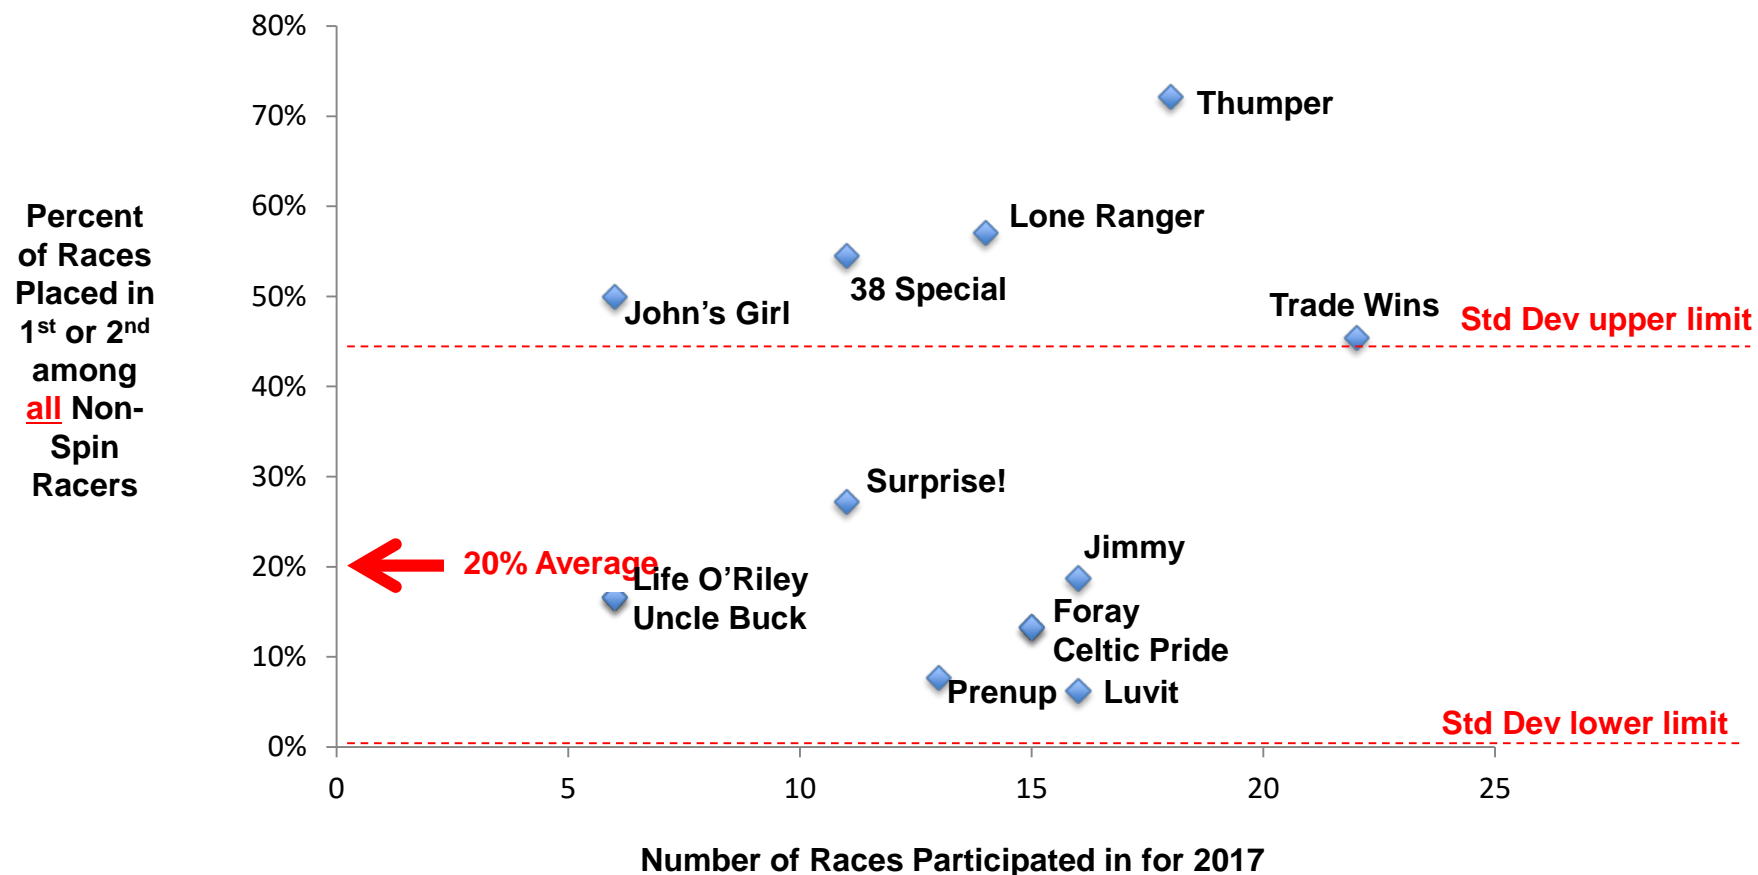 80%
70%
60%
50%
40%
30%
20%
10%
0%
Percent
of Races
Placed in
1st or 2nd
among
all Non-
Spin
Racers
Thumper
Lone Ranger
38 Special
John’s Girl
Trade Wins
Std Dev upper limit
Surprise!
20% Average
Life O’Riley
Uncle Buck
Jimmy
Foray
Celtic Pride
Prenup
Luvit
Std Dev lower limit
0 5 10 15 20 25
Number of Races Participated in for 2017